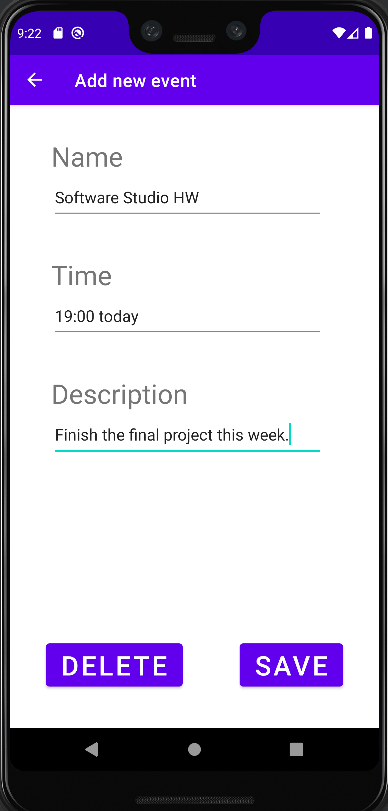 9:22
Add new event
Name
Software Studio HW
Time
19:00 today
Description
Finish the final project this week.
DELETE
SAVE